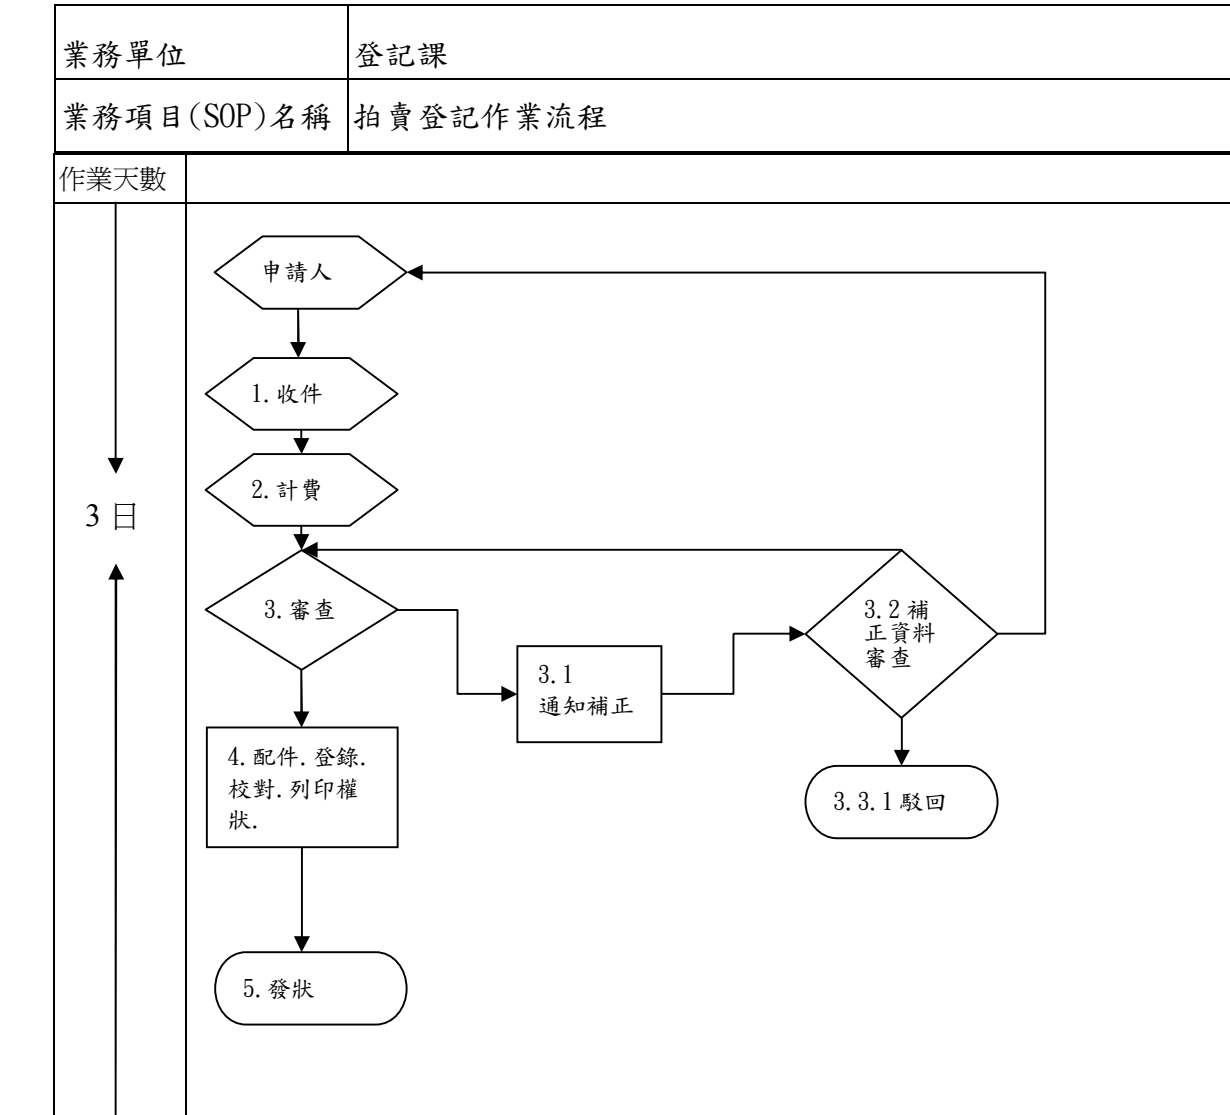 業務單位
登記課
業務項目(SOP)名稱
拍賣登記作業流程
作業天數
申請人
1.收件
2.計費
3日
3.審查
3.2補
正資料
審查
3.1
通知補正
4.配件.登錄.
校對.列印權
狀.
3.3.1駁回
5.發狀